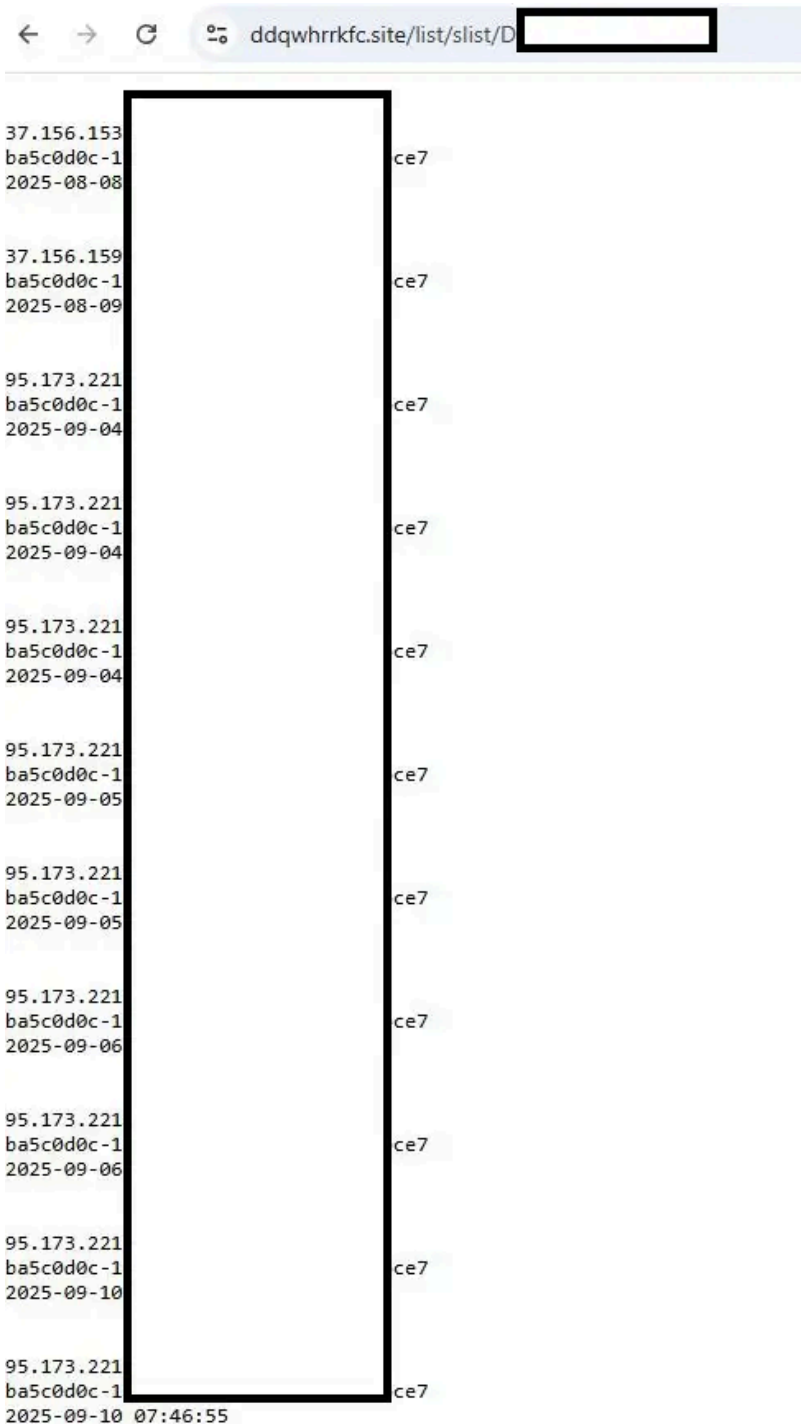 ddqwhrrkfc.site/list/slist/D
37.156.153
ba5c0d0c-1 ce7
2025-08-08
37.156.159
ba5c0d0c-1 ce7
2025-08-09
95.173.221
ba5c0d0c-1 ce7
2025-09-04
95.173.221
ba5c0d0c-1 ce7
2025-09-04
95.173.221
ba5c0d0c-1 ce7
2025-09-04
95.173.221
ba5c0d0c-1 ce7
2025-09-05
95.173.221
ba5c0d0c-1 ce7
2025-09-05
95.173.221
ba5c0d0c-1 ce7
2025-09-06
95.173.221
ba5c0d0c-1 ce7
2025-09-06
95.173.221
ba5c0d0c-1 ce7
2025-09-10
95.173.221
ba5c0d0c-1 ce7
2025-09-10 07:46:55